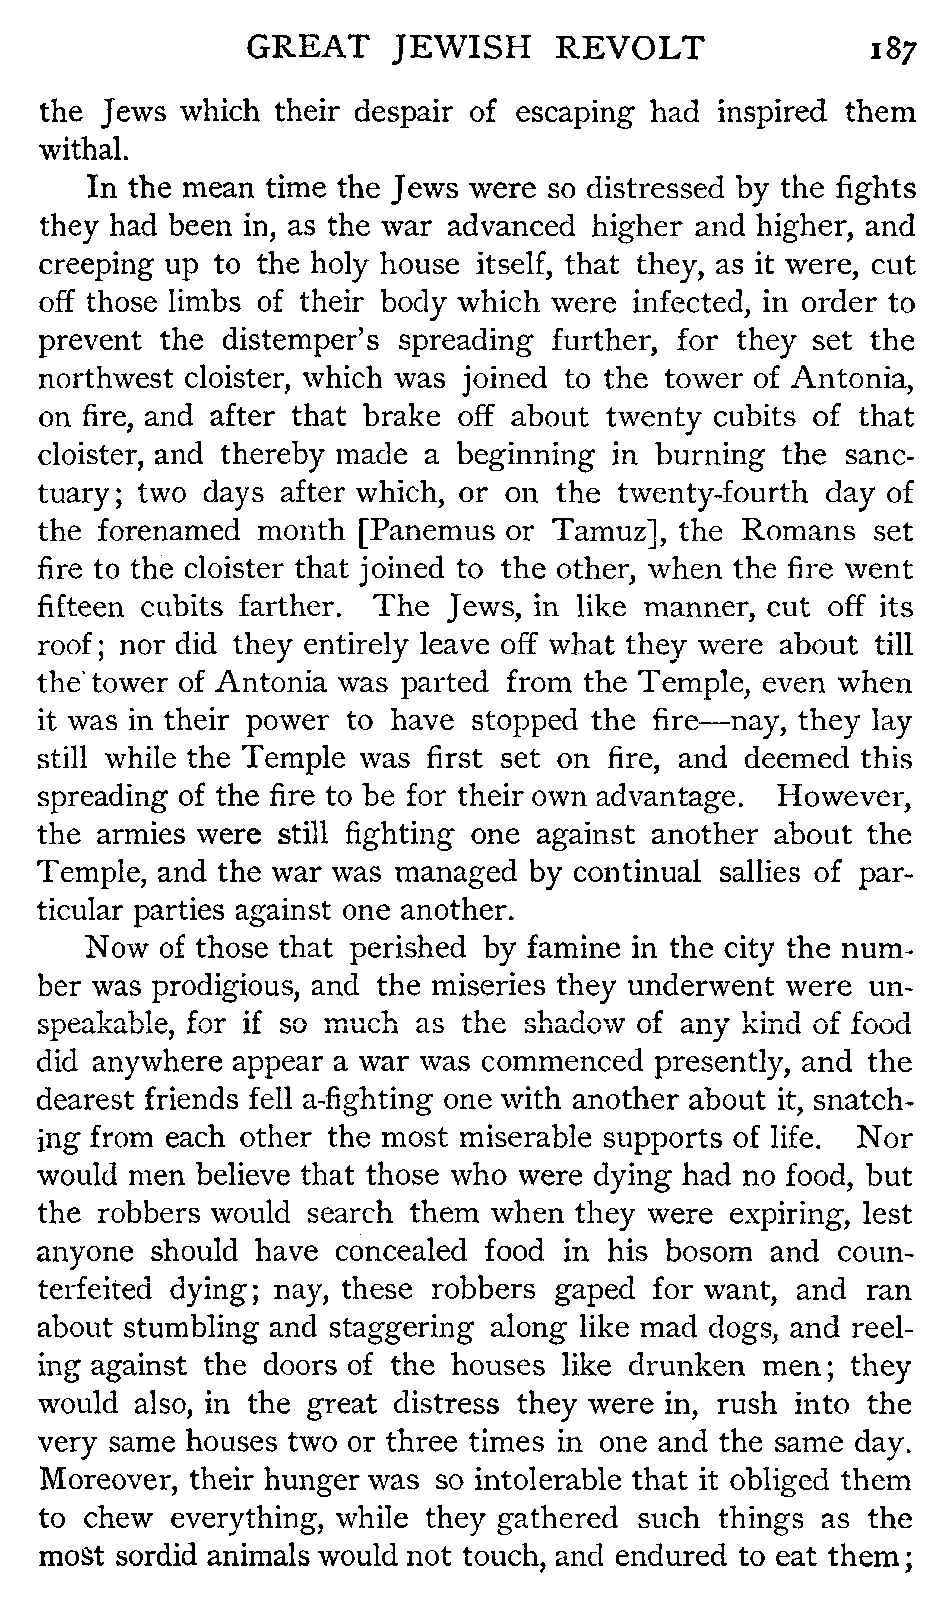 GREAT JEWISH REVOLT 187
the Jews which their despair of escaping had inspired them
withal.
In the mean time the Jews were so distressed by the fights
they had been in, as the war advanced higher and higher, and
creeping up to the holy house itself, that they, as it were, cut
off those limbs of their body which were infected, in order to
prevent the distemper's spreading further, for they set the
northwest cloister, which was joined to the tower of Antonia,
on fire, and after that brake off about twenty cubits of that
cloister, and thereby made a beginning in burning the sanc-
tuary; two days after which, or on the twenty-fourth day of
the forenamed month [Panemus or Tamuz], the Romans set
fire to the cloister that joined to the other, when the fire went
fifteen cubits farther. The Jews, in like manner, cut off its
roof; nor did they entirely leave off what they were about till
the tower of Antonia was parted from the Temple, even when
it was in their power to have stopped the fire—nay, they lay
still while the Temple was first set on fire, and deemed this
spreading of the fire to be for their own advantage. However,
the armies were still fighting one against another about the
Temple, and the war was managed by continual sallies of par-
ticular parties against one another.
Now of those that perished by famine in the city the num-
ber was prodigious, and the miseries they underwent were un-
speakable, for if so much as the shadow of any kind of food
did anywhere appear a war was commenced presently, and the
dearest friends fell a-fighting one with another about it, snatch-
ing from each other the most miserable supports of life. Nor
would men believe that those who were dying had no food, but
the robbers would search them when they were expiring, lest
anyone should have concealed food in his bosom and coun-
terfeited dying; nay, these robbers gaped for want, and ran
about stumbling and staggering along like mad dogs, and reel-
ing against the doors of the houses like drunken men; they
would also, in the great distress they were in, rush into the
very same houses two or three times in one and the same day.
Moreover, their hunger was so intolerable that it obliged them
to chew everything, while they gathered such things as the
most sordid animals would not touch, and endured to eat them;